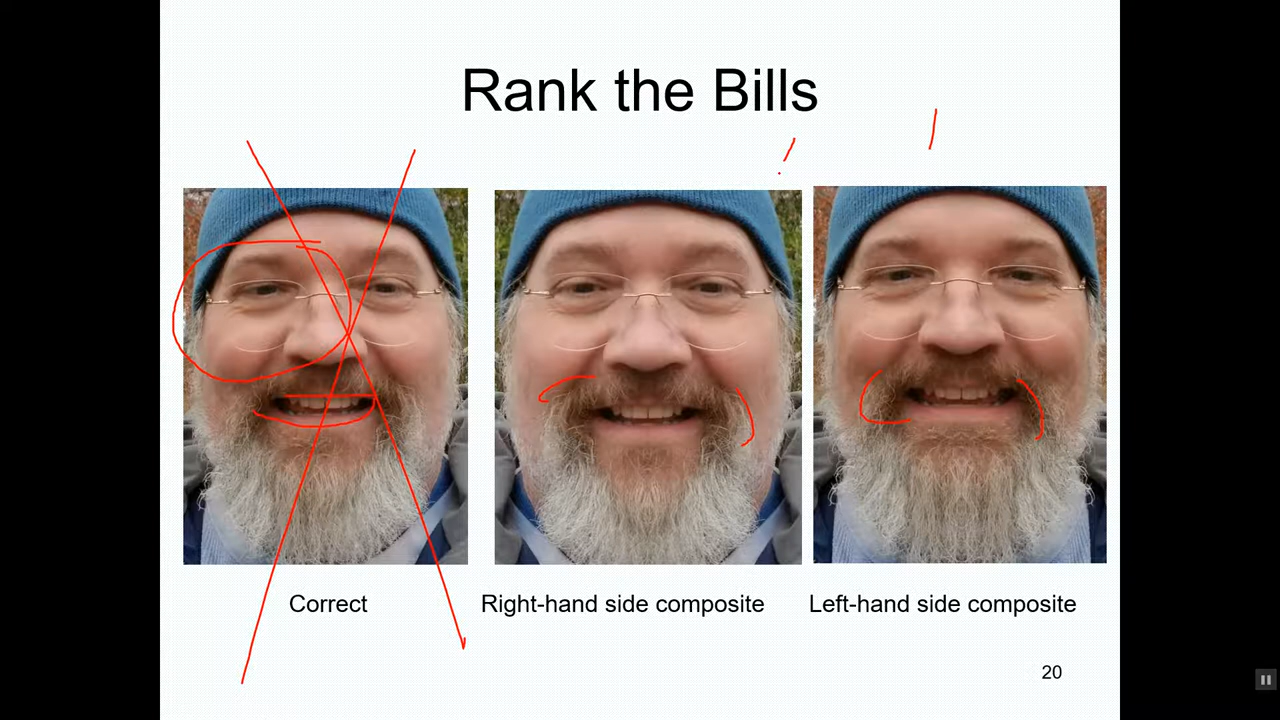 Rank the Bills
Correct
Right-hand side composite
Left-hand side composite
20